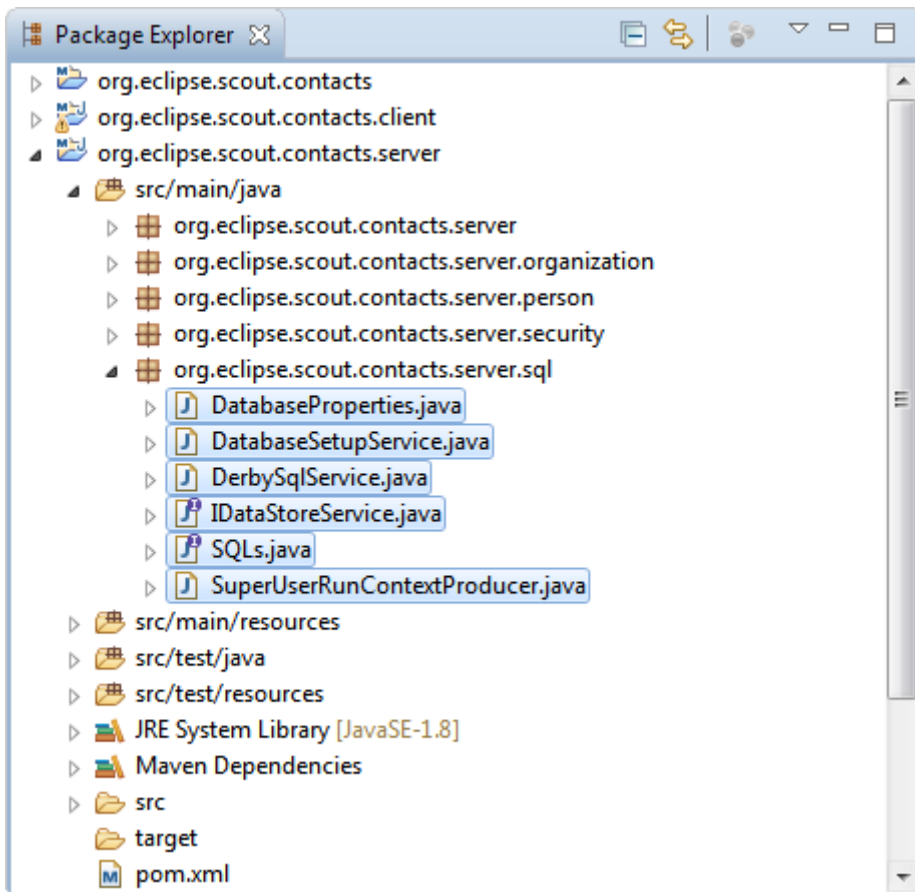 Package Explorer
org.eclipse.scout.contacts
org.eclipse.scout.contacts.client
org.eclipse.scout.contacts.server
src/main/java
org.eclipse.scout.contacts.server
org.eclipse.scout.contacts.server.organization
org.eclipse.scout.contacts.server.person
org.eclipse.scout.contacts.server.security
org.eclipse.scout.contacts.server.sql
DatabaseProperties.java
DatabaseSetupService.java
DerbySqlService.java
IDataStoreService.java
SQLs.java
SuperUserRunContextProducer.java
src/main/resources
src/test/java
src/test/resources
JRE System Library [JavaSE-1.8]
Maven Dependencies
src
target
pom.xml